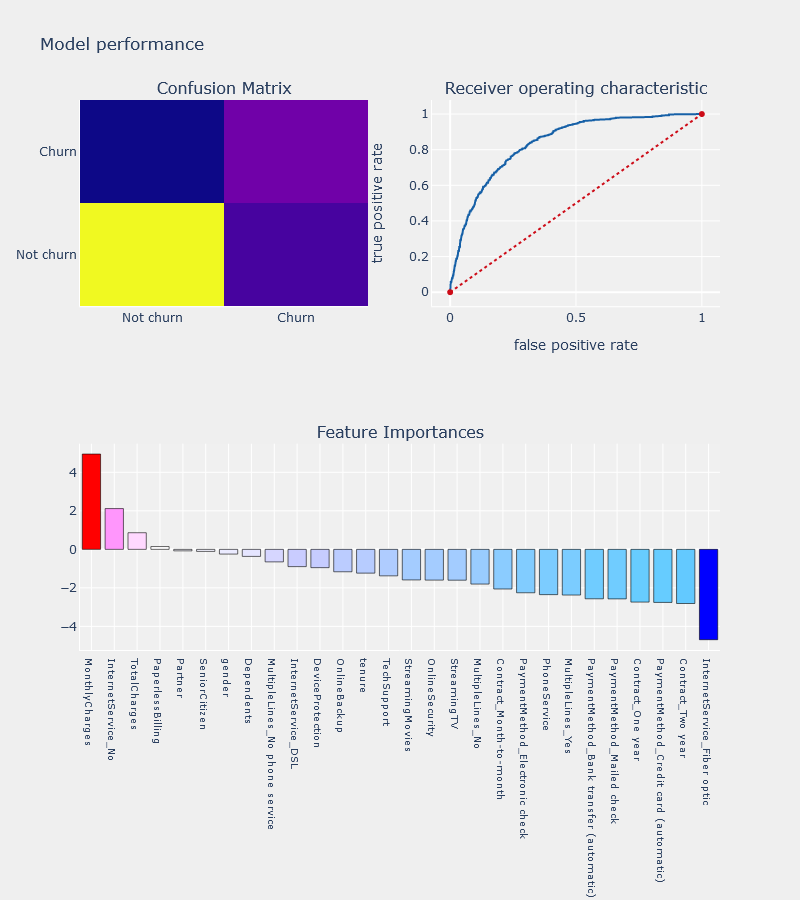 Model performance
Confusion Matrix
Churn
Not churn
Not churn
Churn
Receiver operating characteristic
true positive rate
1
0.8
0.6
0.4
0.2
0
0
0.5
1
false positive rate
Feature Importances
4
2
0
−2
−4
MonthlyCharges
InternetService_No
TotalCharges
PaperlessBilling
Partner
SeniorCitizen
gender
Dependents
MultipleLines_No phone service
InternetService_DSL
DeviceProtection
OnlineBackup
tenure
TechSupport
StreamingMovies
OnlineSecurity
StreamingTV
MultipleLines_No
Contract_Month-to-month
PaymentMethod_Electronic check
PhoneService
MultipleLines_Yes
PaymentMethod_Bank transfer (automatic)
PaymentMethod_Mailed check
Contract_One year
PaymentMethod_Credit card (automatic)
Contract_Two year
InternetService_Fiber optic